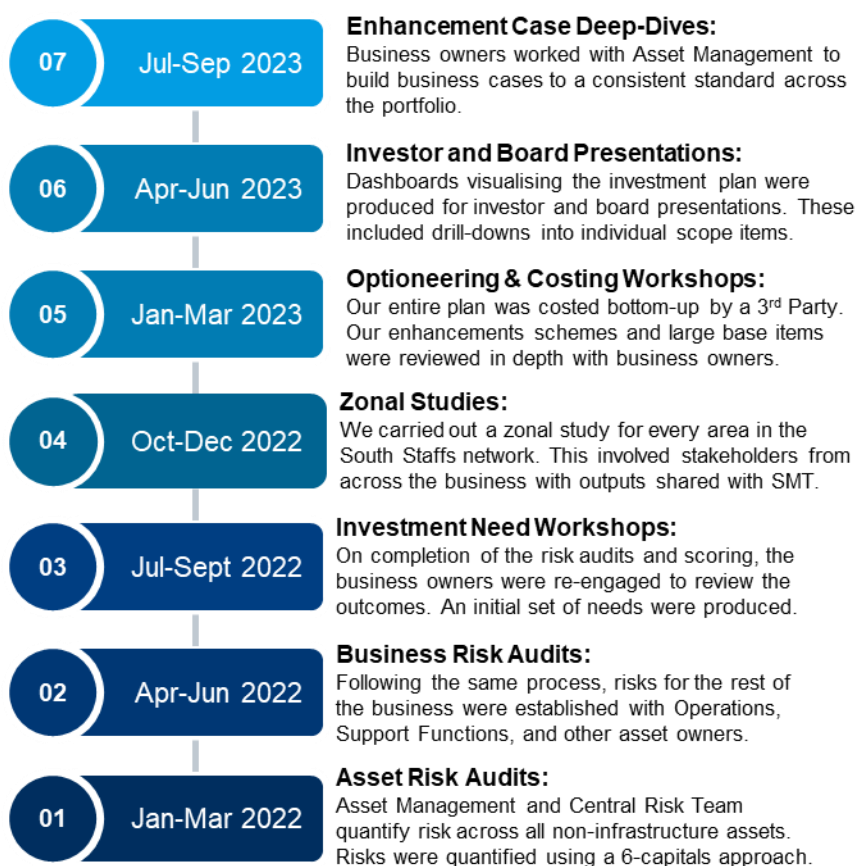 Enhancement Case Deep-Dives:
07
Jul-Sep 2023
Business owners worked with Asset Management to
build business cases to a consistent standard across
the portfolio.
Investor and Board Presentations:
06
Apr-Jun 2023
Dashboards visualising the investment plan were
produced for investor and board presentations. These
included drill-downs into individual scope items.
Optioneering & Costing Workshops:
05
Jan-Mar 2023
Our entire plan was costed bottom-up by a 3rd Party.
Our enhancements schemes and large base items
were reviewed in depth with business owners.
Zonal Studies:
04
Oct-Dec 2022
We carried out a zonal study for every area in the
South Staffs network. This involved stakeholders from
across the business with outputs shared with SMT.
Investment Need Workshops:
03
Jul-Sept 2022
On completion of the risk audits and scoring, the
business owners were re-engaged to review the
outcomes. An initial set of needs were produced.
Business Risk Audits:
02
Apr-Jun 2022
Following the same process, risks for the rest of
the business were established with Operations,
Support Functions, and other asset owners.
Asset Risk Audits:
01
Jan-Mar 2022
Asset Management and Central Risk Team
quantify risk across all non-infrastructure assets.
Risks were quantified using a 6-capitals approach.